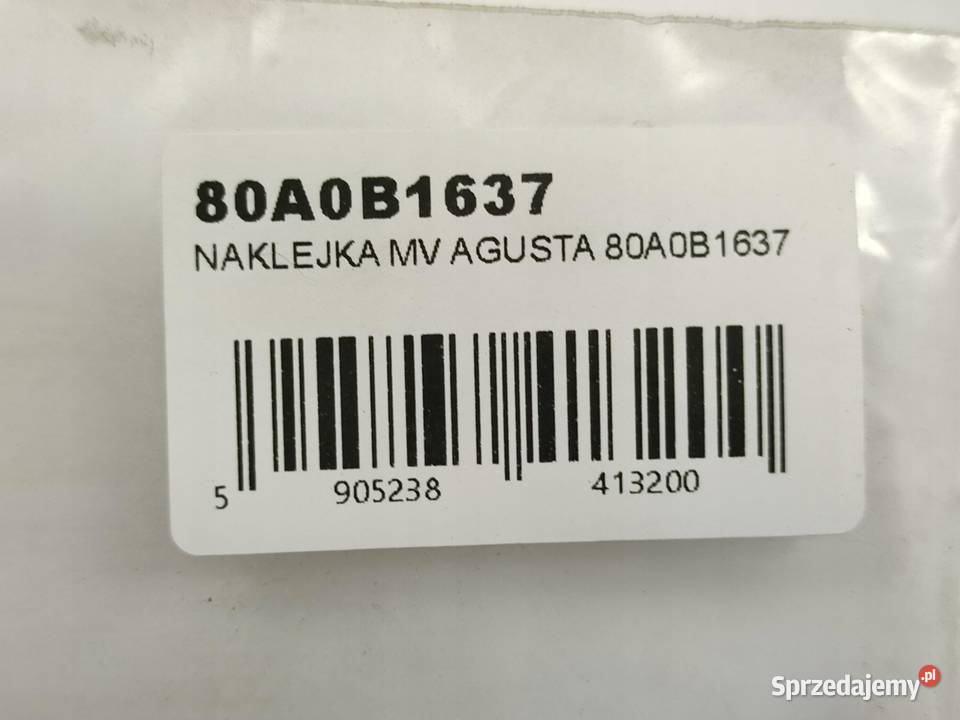 80A0B1637
NAKLEJKA MV AGUSTA 80A0B1637
5 905238 413200
Sprzedajemy.pl